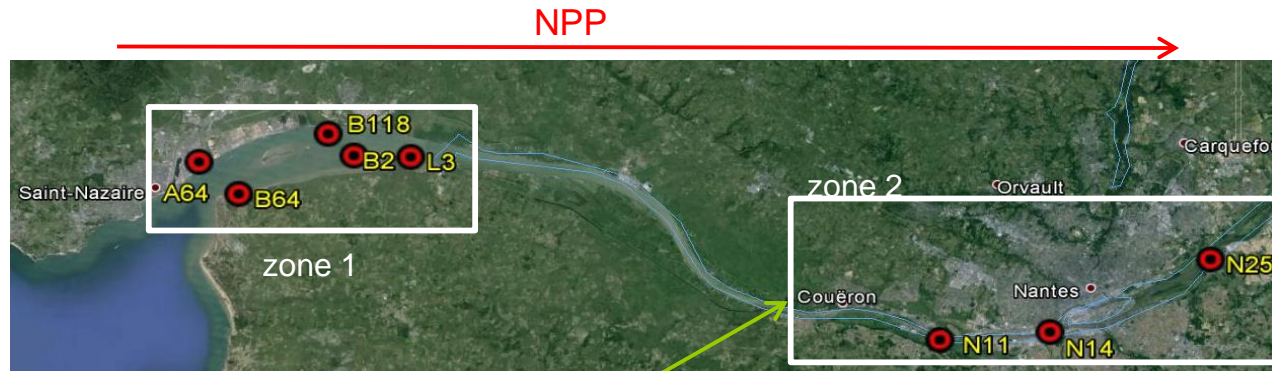 NPP
B118
B2
L3
Saint-Nazaire
A64
B64
zone 1
zone 2
Orvault
Carquefou
N25
Couëron
Nantes
N11
N14